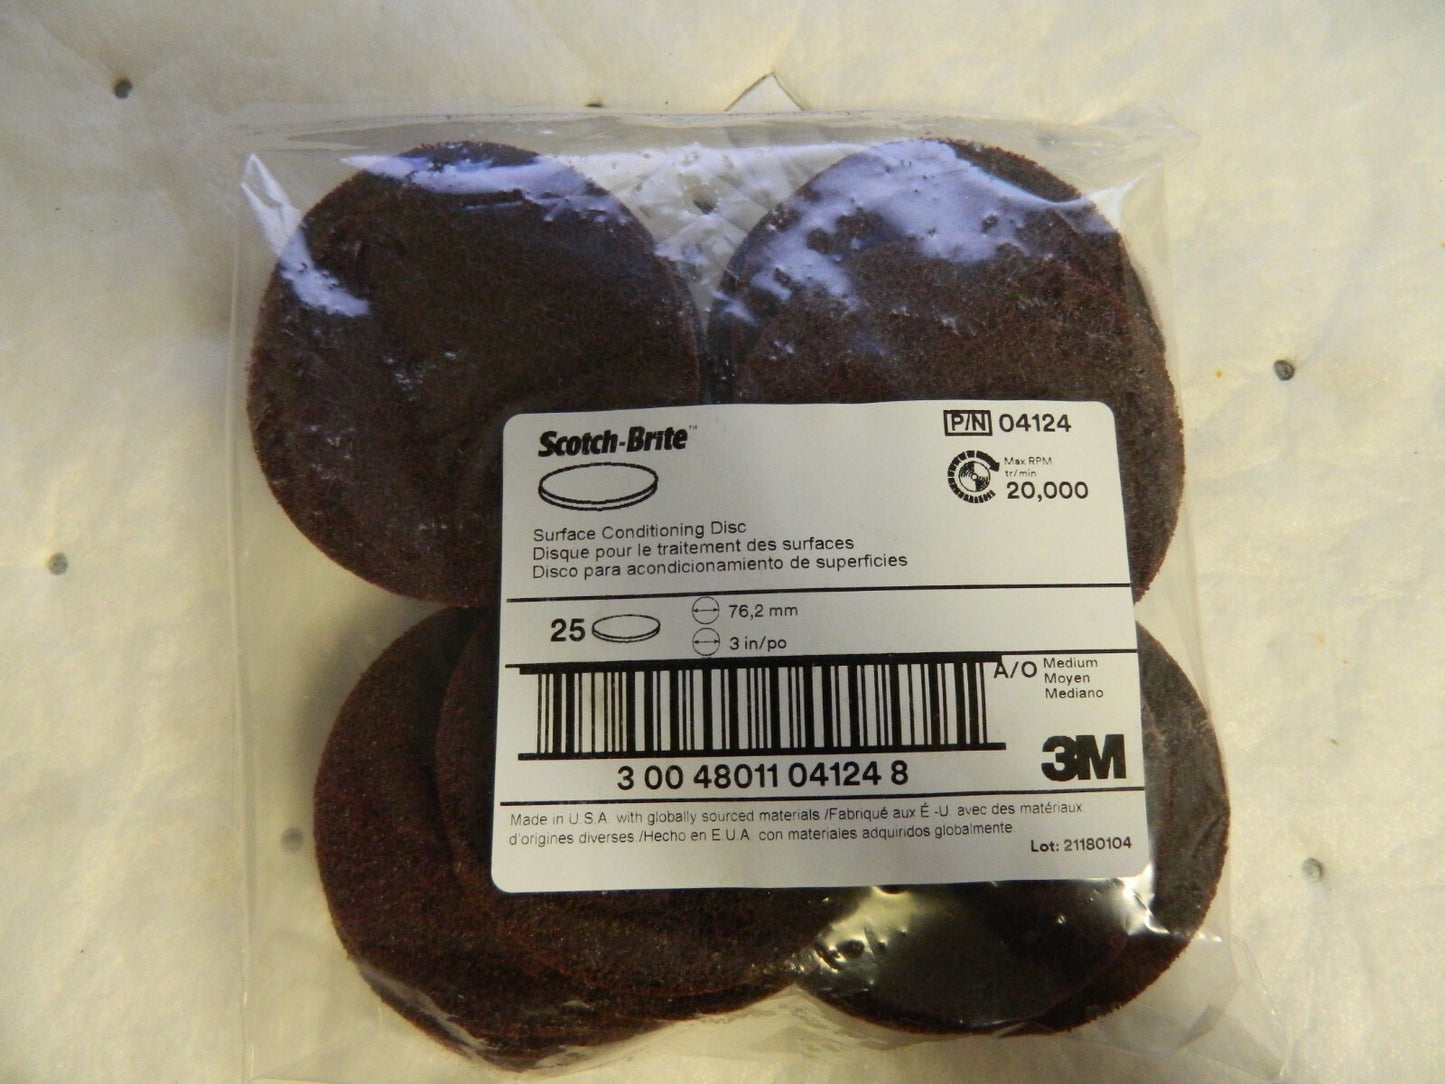 Scotch-Brite™
P/N 04124
Max RPM
tr/min
20,000
Surface Conditioning Disc
Disque pour le traitement des surfaces
Disco para acondicionamiento de superficies
25
76,2 mm
3 in/po
A/O Medium
Moyen
Mediano
3 00 48011 04124 8
3M
Made in U.S.A. with globally sourced materials /Fabriqué aux É.-U. avec des matériaux
d'origines diverses./Hecho en E.U.A. con materiales adquiridos globalmente.
Lot: 21180104